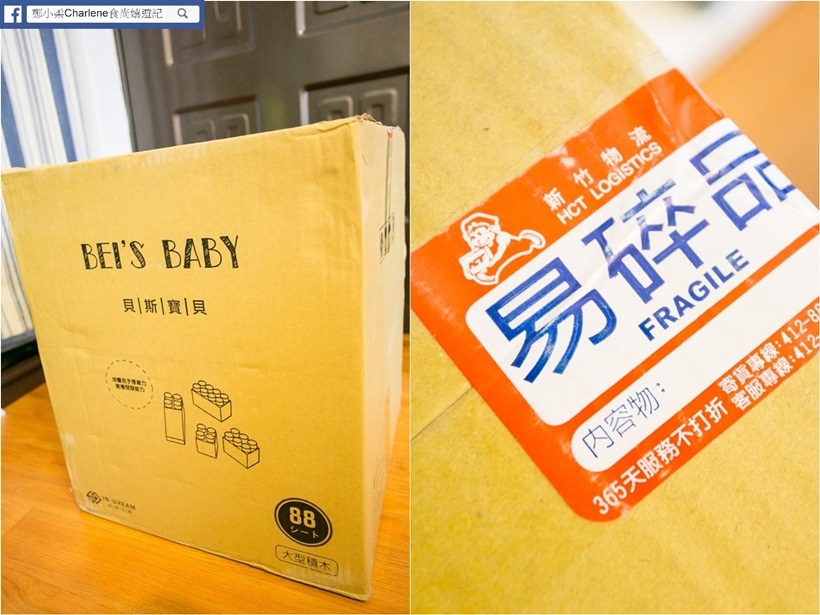 鄭小柔Charlene食尚嬉遊記
BEI'S BABY
貝|斯|寶|貝
IN-DREAM
88
シート
大型積木
新竹物流
HCT LOGISTICS
易碎品
FRAGILE
內容物：
寄貨專線:412-88
客服專線:412-
365天服務不打折